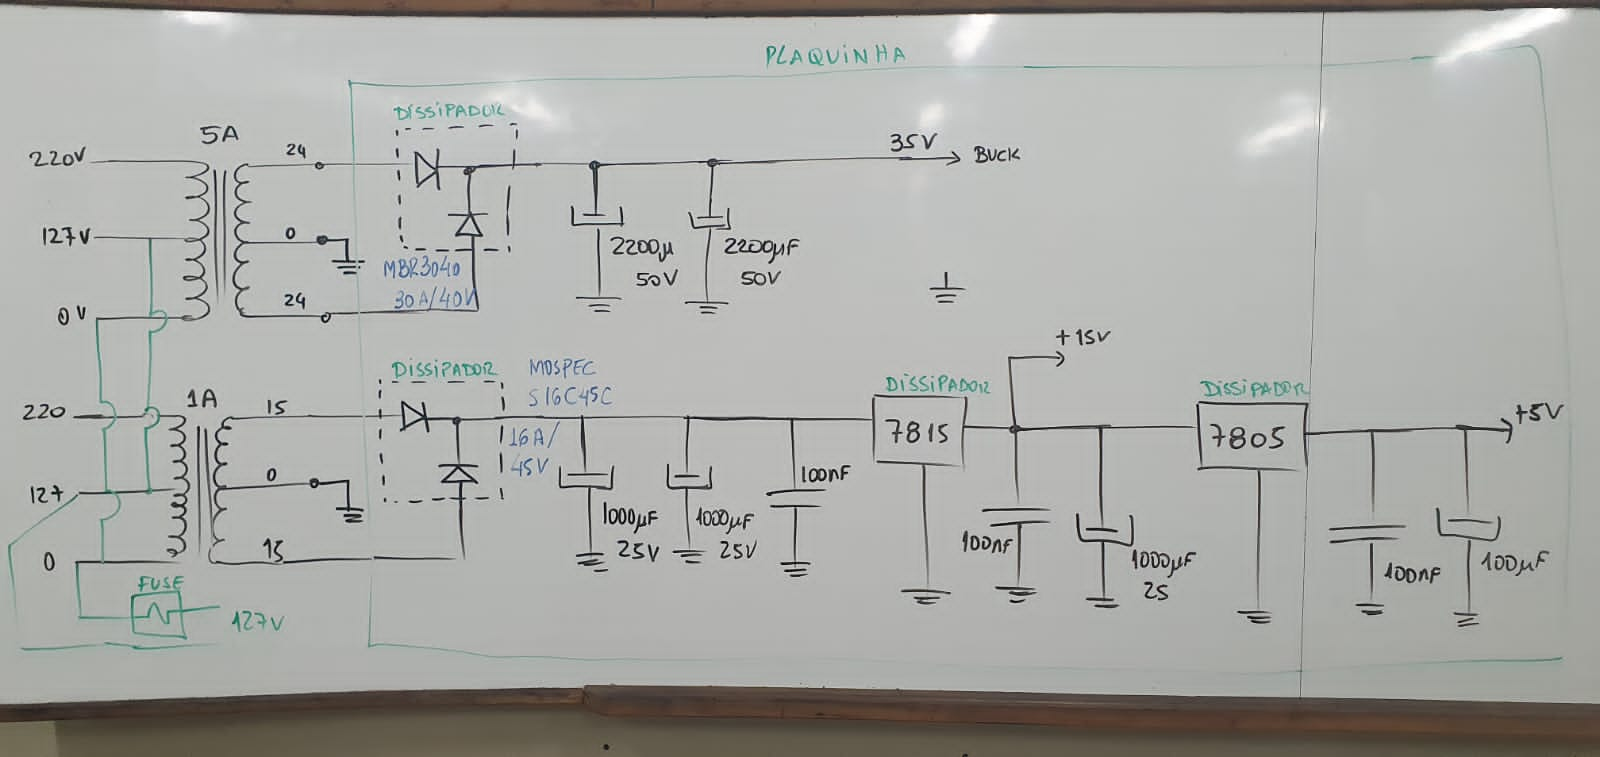 PLAQUINHA
5A
220V
127V
0V
24
0
24
DISSIPADOR
MBR3040
30A/40V
2200µ
50V
2200µF
50V
35V
BUCK
1A
220
127
0
15
0
15
FUSE
127V
DISSIPADOR
MOSPEC
S16C45C
16A/
45V
1000µF
25V
1000µF
25V
100nF
DISSIPADOR
7815
+15V
100nF
1000µF
25
DISSIPADOR
7805
+5V
100nF
100µF